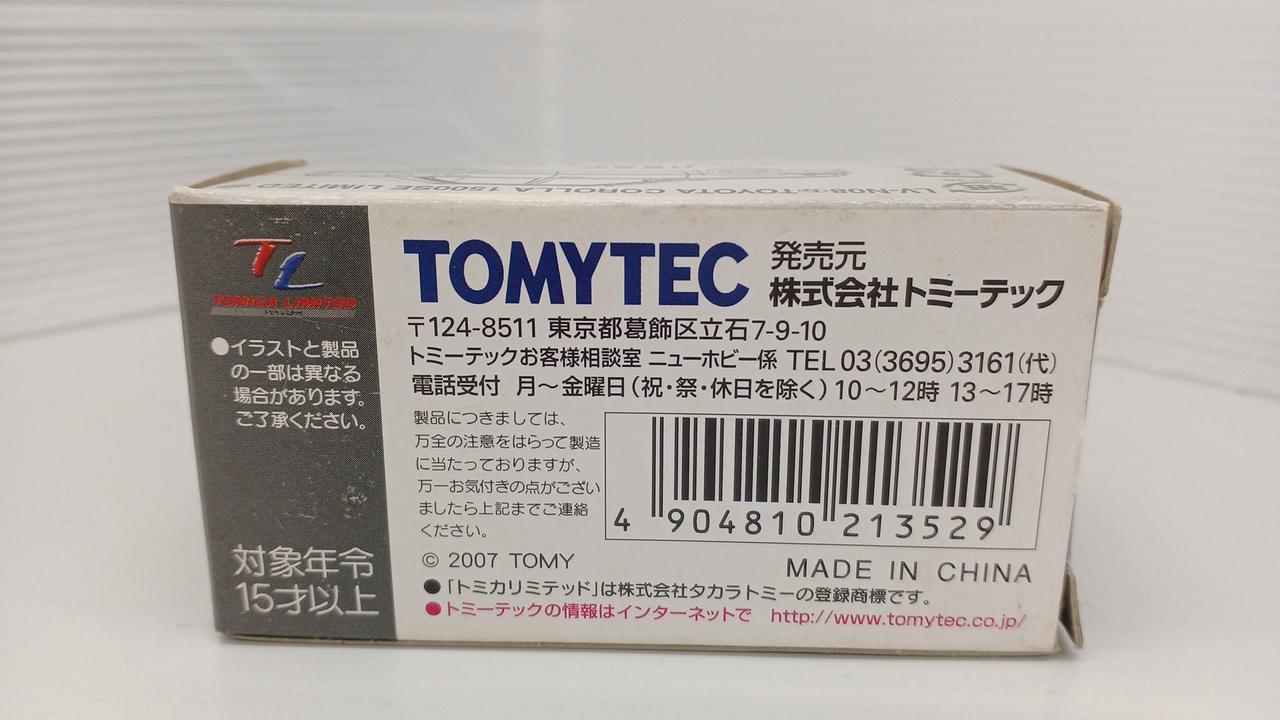 LV-N08 TOYOTA COROLLA 1500SE LIMITED
TL
TOMICA LIMITED
●イラストと製品
の一部は異なる
場合があります。
ご了承ください。
対象年令
15才以上
TOMYTEC
発売元
株式会社トミーテック
〒124-8511 東京都葛飾区立石7-9-10
トミーテックお客様相談室 ニューホビー係 TEL 03(3695)3161(代)
電話受付 月～金曜日(祝・祭・休日を除く) 10～12時 13～17時
製品につきましては、
万全の注意をはらって製造
に当たっておりますが、
万一お気付きの点がござい
ましたら上記までご連絡
ください。
4 904810 213529
© 2007 TOMY
MADE IN CHINA
●「トミカリミテッド」は株式会社タカラトミーの登録商標です。
●トミーテックの情報はインターネットで http://www.tomytec.co.jp/